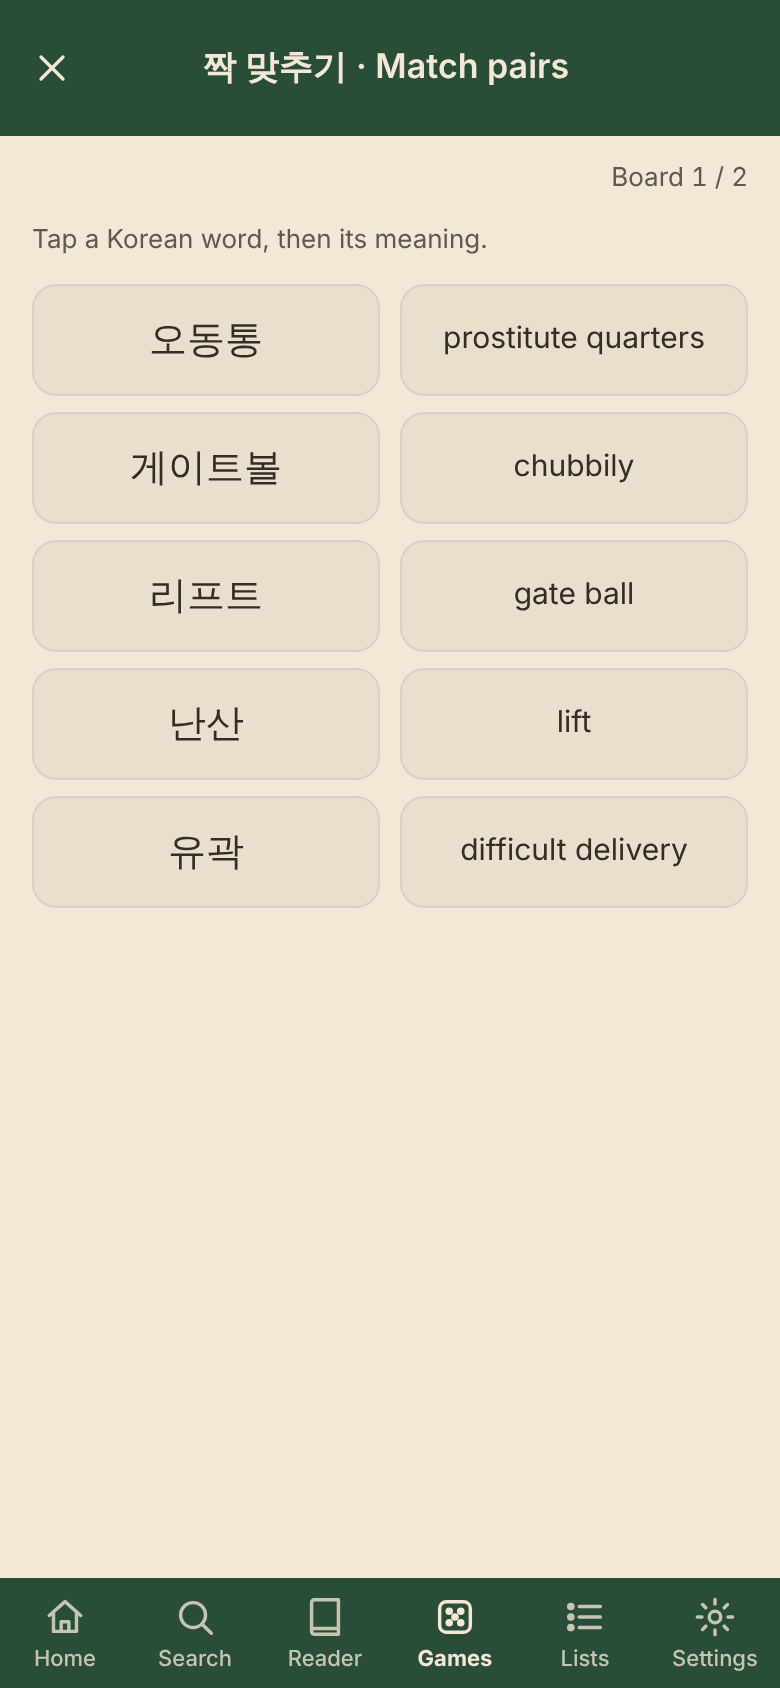 짝 맞추기 · Match pairs
Board 1 / 2
Tap a Korean word, then its meaning.
오동통
prostitute quarters
게이트볼
chubbily
리프트
gate ball
난산
lift
유곽
difficult delivery
Home
Search
Reader
Games
Lists
Settings